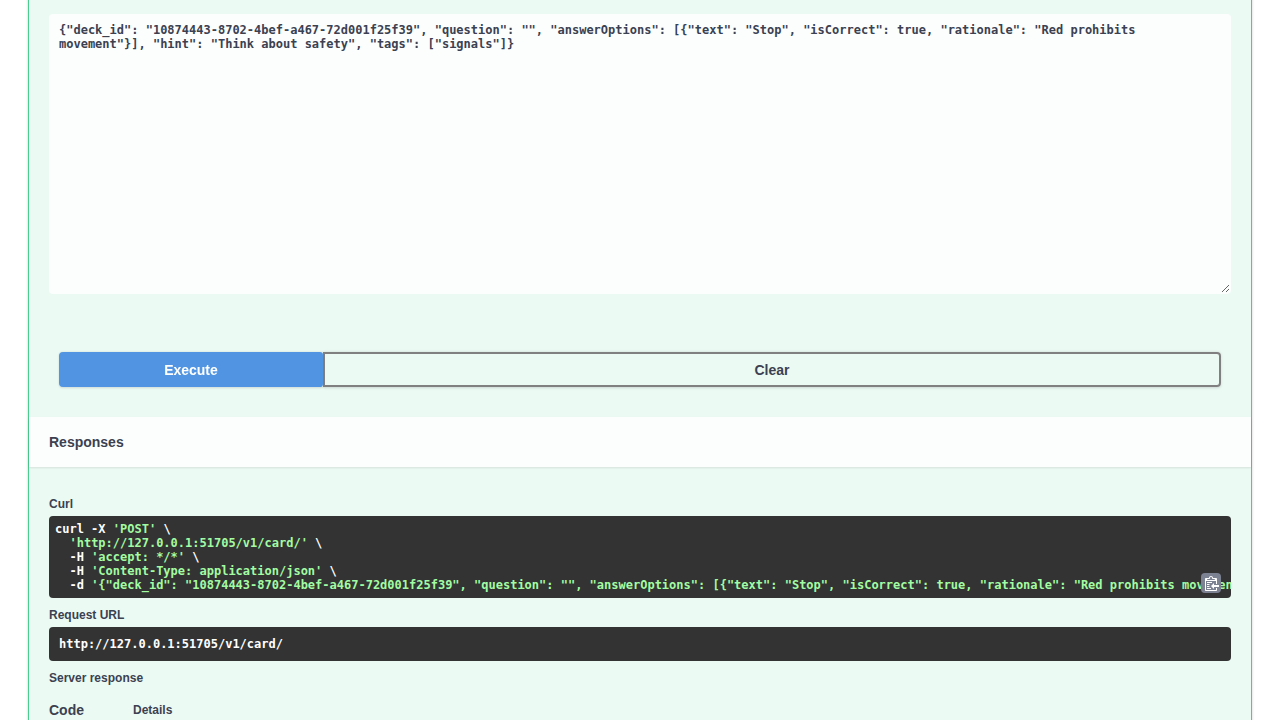 {"deck_id": "10874443-8702-4bef-a467-72d001f25f39", "question": "", "answerOptions": [{"text": "Stop", "isCorrect": true, "rationale": "Red prohibits
movement"}], "hint": "Think about safety", "tags": ["signals"]}
Execute
Clear
Responses
Curl
curl -X 'POST' \
  'http://127.0.0.1:51705/v1/card/' \
  -H 'accept: */*' \
  -H 'Content-Type: application/json' \
  -d '{"deck_id": "10874443-8702-4bef-a467-72d001f25f39", "question": "", "answerOptions": [{"text": "Stop", "isCorrect": true, "rationale": "Red prohibits
Request URL
http://127.0.0.1:51705/v1/card/
Server response
Code
Details